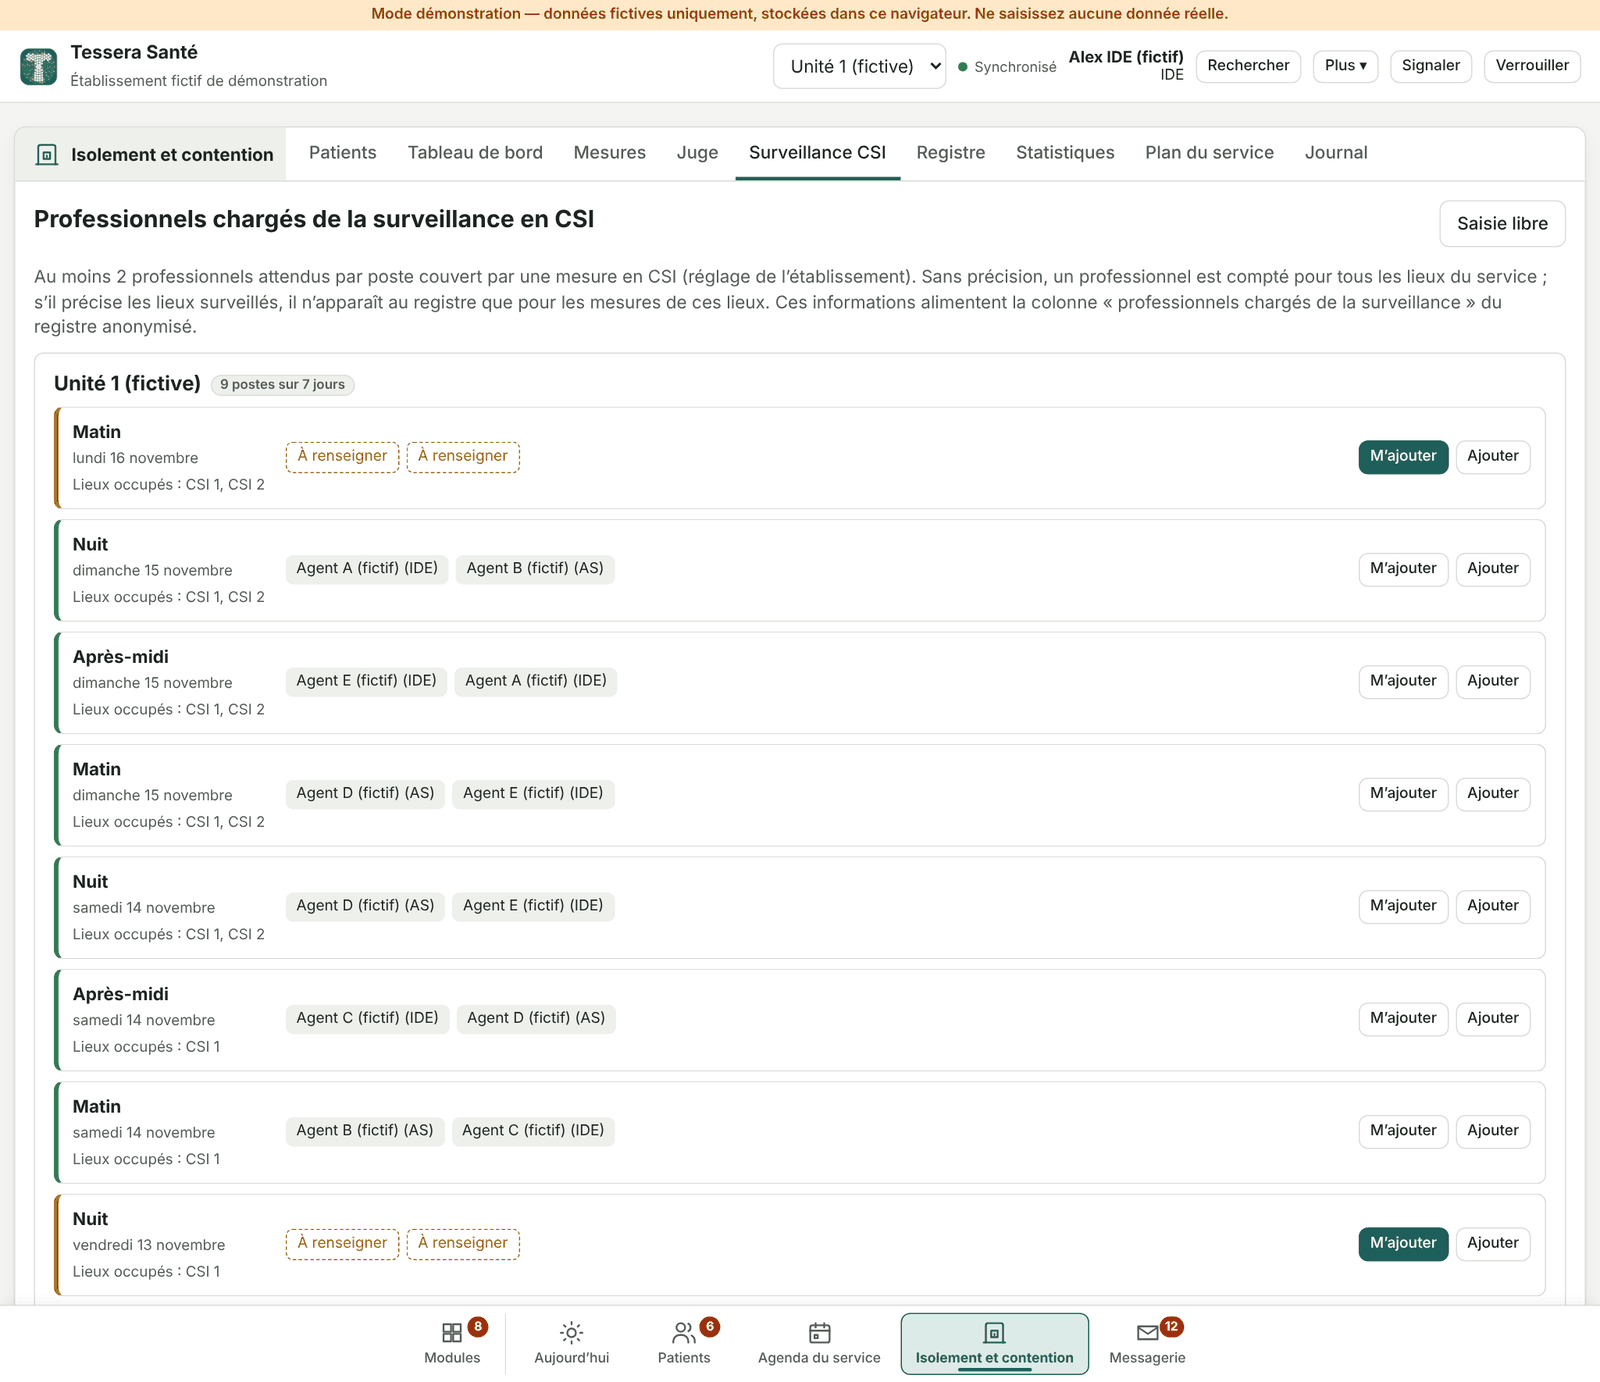 Mode démonstration — données fictives uniquement, stockées dans ce navigateur. Ne saisissez aucune donnée réelle.
Tessera Santé
Établissement fictif de démonstration
Unité 1 (fictive)
Synchronisé
Alex IDE (fictif)
IDE
Rechercher
Plus ▾
Signaler
Verrouiller
Isolement et contention
Patients
Tableau de bord
Mesures
Juge
Surveillance CSI
Registre
Statistiques
Plan du service
Journal
Professionnels chargés de la surveillance en CSI
Saisie libre
Au moins 2 professionnels attendus par poste couvert par une mesure en CSI (réglage de l’établissement). Sans précision, un professionnel est compté pour tous les lieux du service ;
s’il précise les lieux surveillés, il n’apparaît au registre que pour les mesures de ces lieux. Ces informations alimentent la colonne « professionnels chargés de la surveillance » du
registre anonymisé.
Unité 1 (fictive)
9 postes sur 7 jours
Matin
lundi 16 novembre
Lieux occupés : CSI 1, CSI 2
À renseigner
À renseigner
M’ajouter
Ajouter
Nuit
dimanche 15 novembre
Lieux occupés : CSI 1, CSI 2
Agent A (fictif) (IDE)
Agent B (fictif) (AS)
M’ajouter
Ajouter
Après-midi
dimanche 15 novembre
Lieux occupés : CSI 1, CSI 2
Agent E (fictif) (IDE)
Agent A (fictif) (IDE)
M’ajouter
Ajouter
Matin
dimanche 15 novembre
Lieux occupés : CSI 1, CSI 2
Agent D (fictif) (AS)
Agent E (fictif) (IDE)
M’ajouter
Ajouter
Nuit
samedi 14 novembre
Lieux occupés : CSI 1, CSI 2
Agent D (fictif) (AS)
Agent E (fictif) (IDE)
M’ajouter
Ajouter
Après-midi
samedi 14 novembre
Lieux occupés : CSI 1
Agent C (fictif) (IDE)
Agent D (fictif) (AS)
M’ajouter
Ajouter
Matin
samedi 14 novembre
Lieux occupés : CSI 1
Agent B (fictif) (AS)
Agent C (fictif) (IDE)
M’ajouter
Ajouter
Nuit
vendredi 13 novembre
Lieux occupés : CSI 1
À renseigner
À renseigner
M’ajouter
Ajouter
8
Modules
Aujourd’hui
6
Patients
Agenda du service
Isolement et contention
12
Messagerie